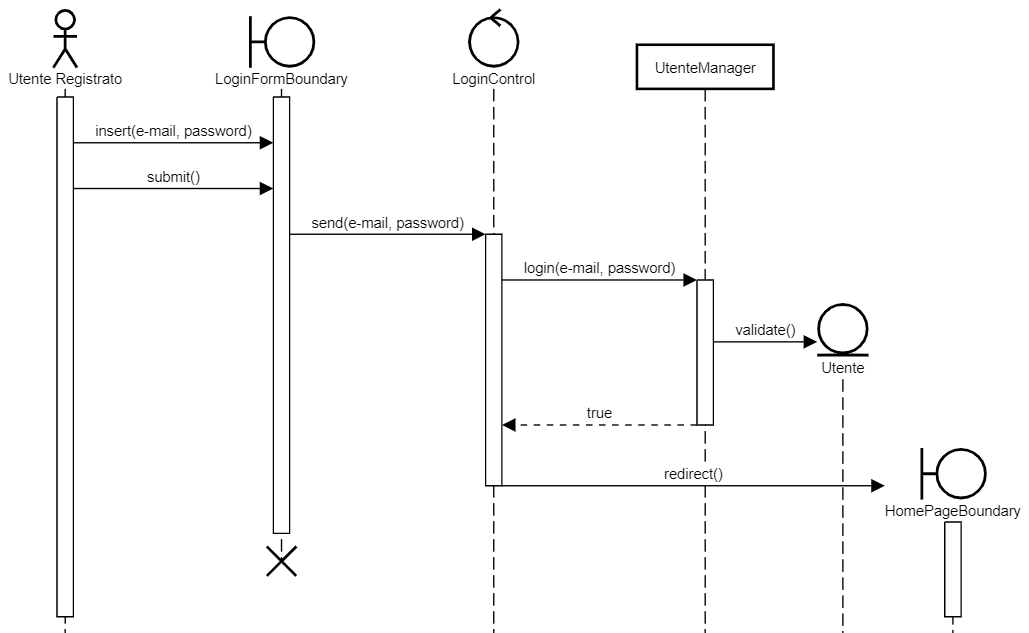 Utente Registrato
LoginFormBoundary
LoginControl
UtenteManager
insert(e-mail, password)
submit()
send(e-mail, password)
login(e-mail, password)
validate()
Utente
true
redirect()
HomePageBoundary